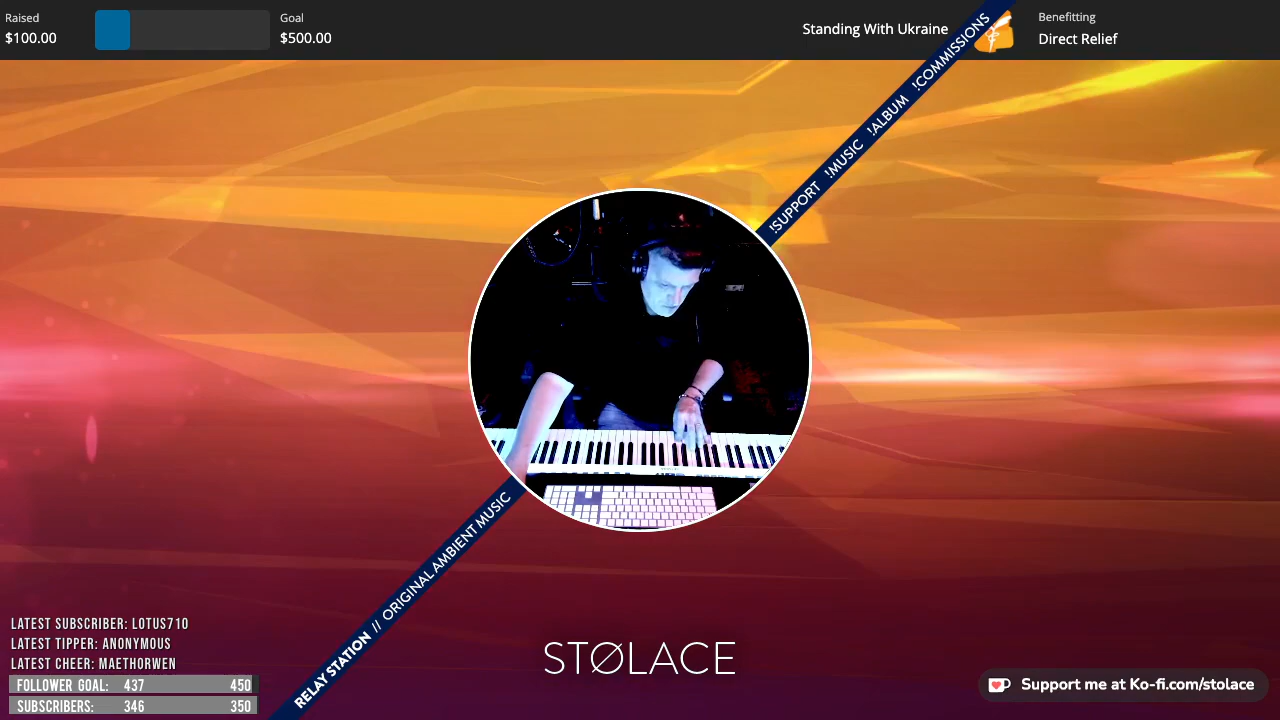 Raised
$100.00
Goal
$500.00
Standing With Ukraine
Benefitting
Direct Relief
!SUPPORT !MUSIC !ALBUM !COMMISSIONS
RELAY STATION // ORIGINAL AMBIENT MUSIC
STØLACE
LATEST SUBSCRIBER: LOTUS710
LATEST TIPPER: ANONYMOUS
LATEST CHEER: MAETHORWEN
FOLLOWER GOAL: 437 450
SUBSCRIBERS: 346 350
Support me at Ko-fi.com/stolace